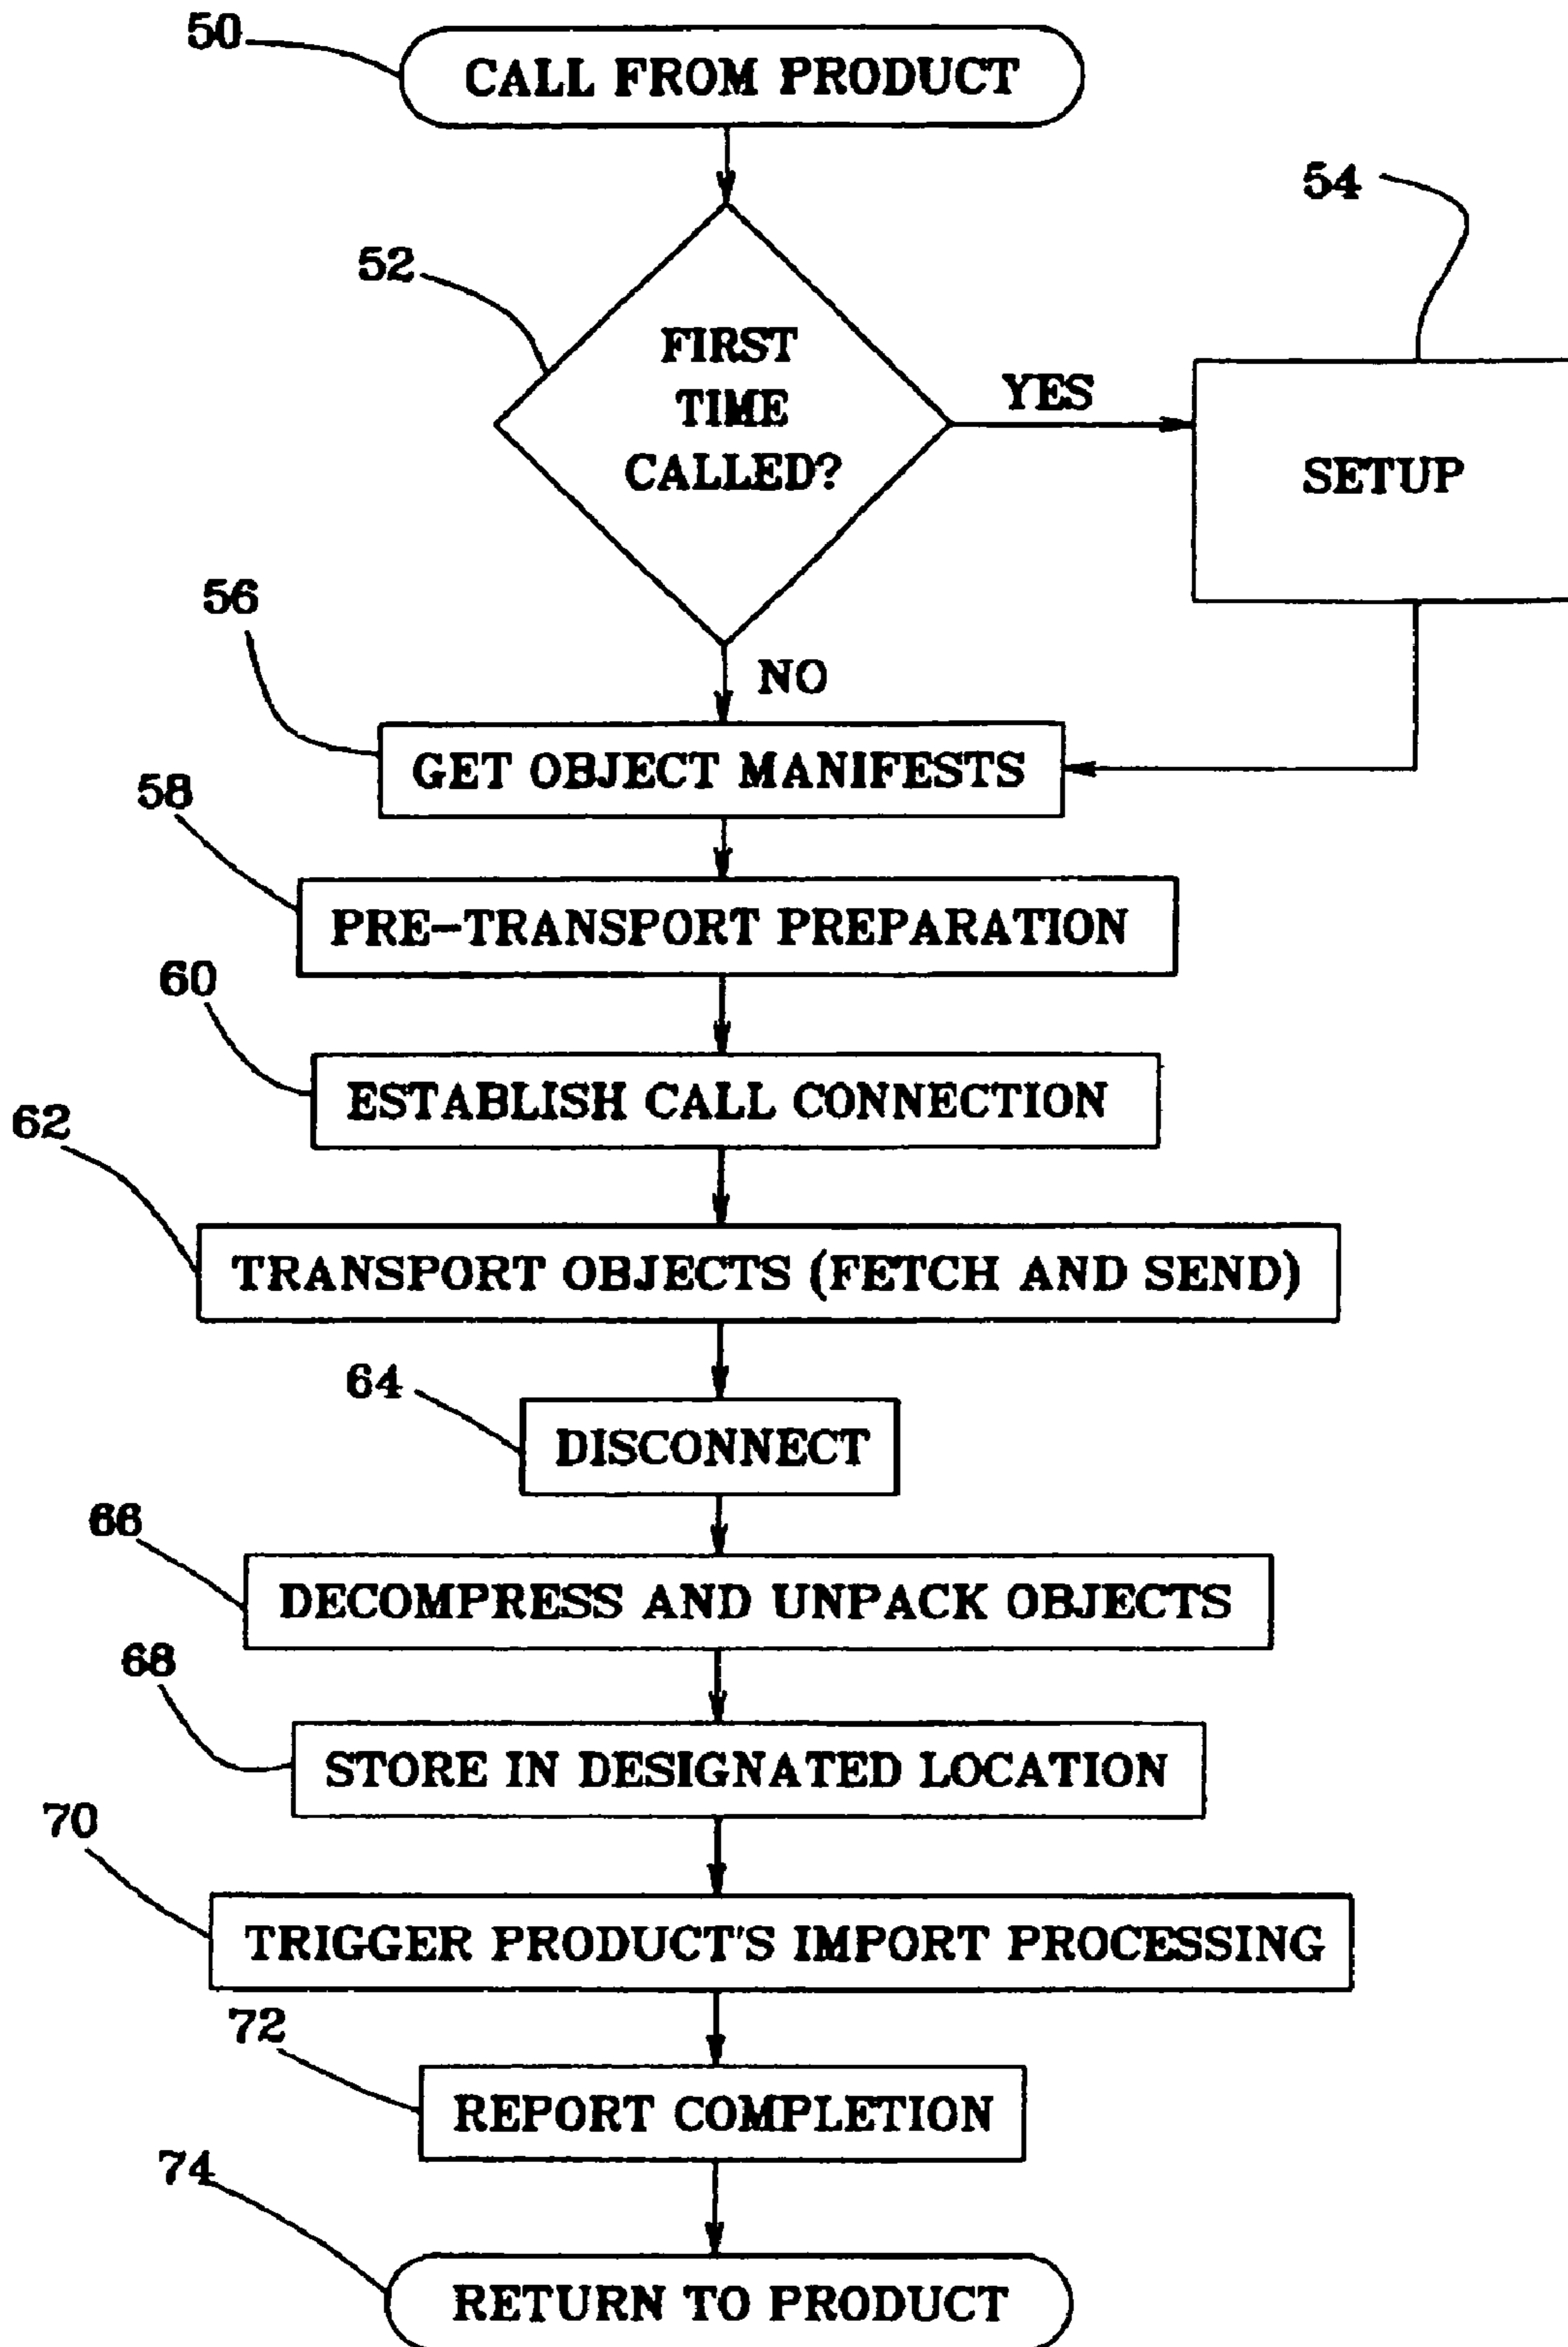 50
CALL FROM PRODUCT
54
52
FIRST
TIME
CALLED?
YES
SETUP
56
NO
GET OBJECT MANIFESTS
58
PRE-TRANSPORT PREPARATION
60
ESTABLISH CALL CONNECTION
62
TRANSPORT OBJECTS (FETCH AND SEND)
64
DISCONNECT
66
DECOMPRESS AND UNPACK OBJECTS
68
STORE IN DESIGNATED LOCATION
70
TRIGGER PRODUCT'S IMPORT PROCESSING
72
REPORT COMPLETION
74
RETURN TO PRODUCT